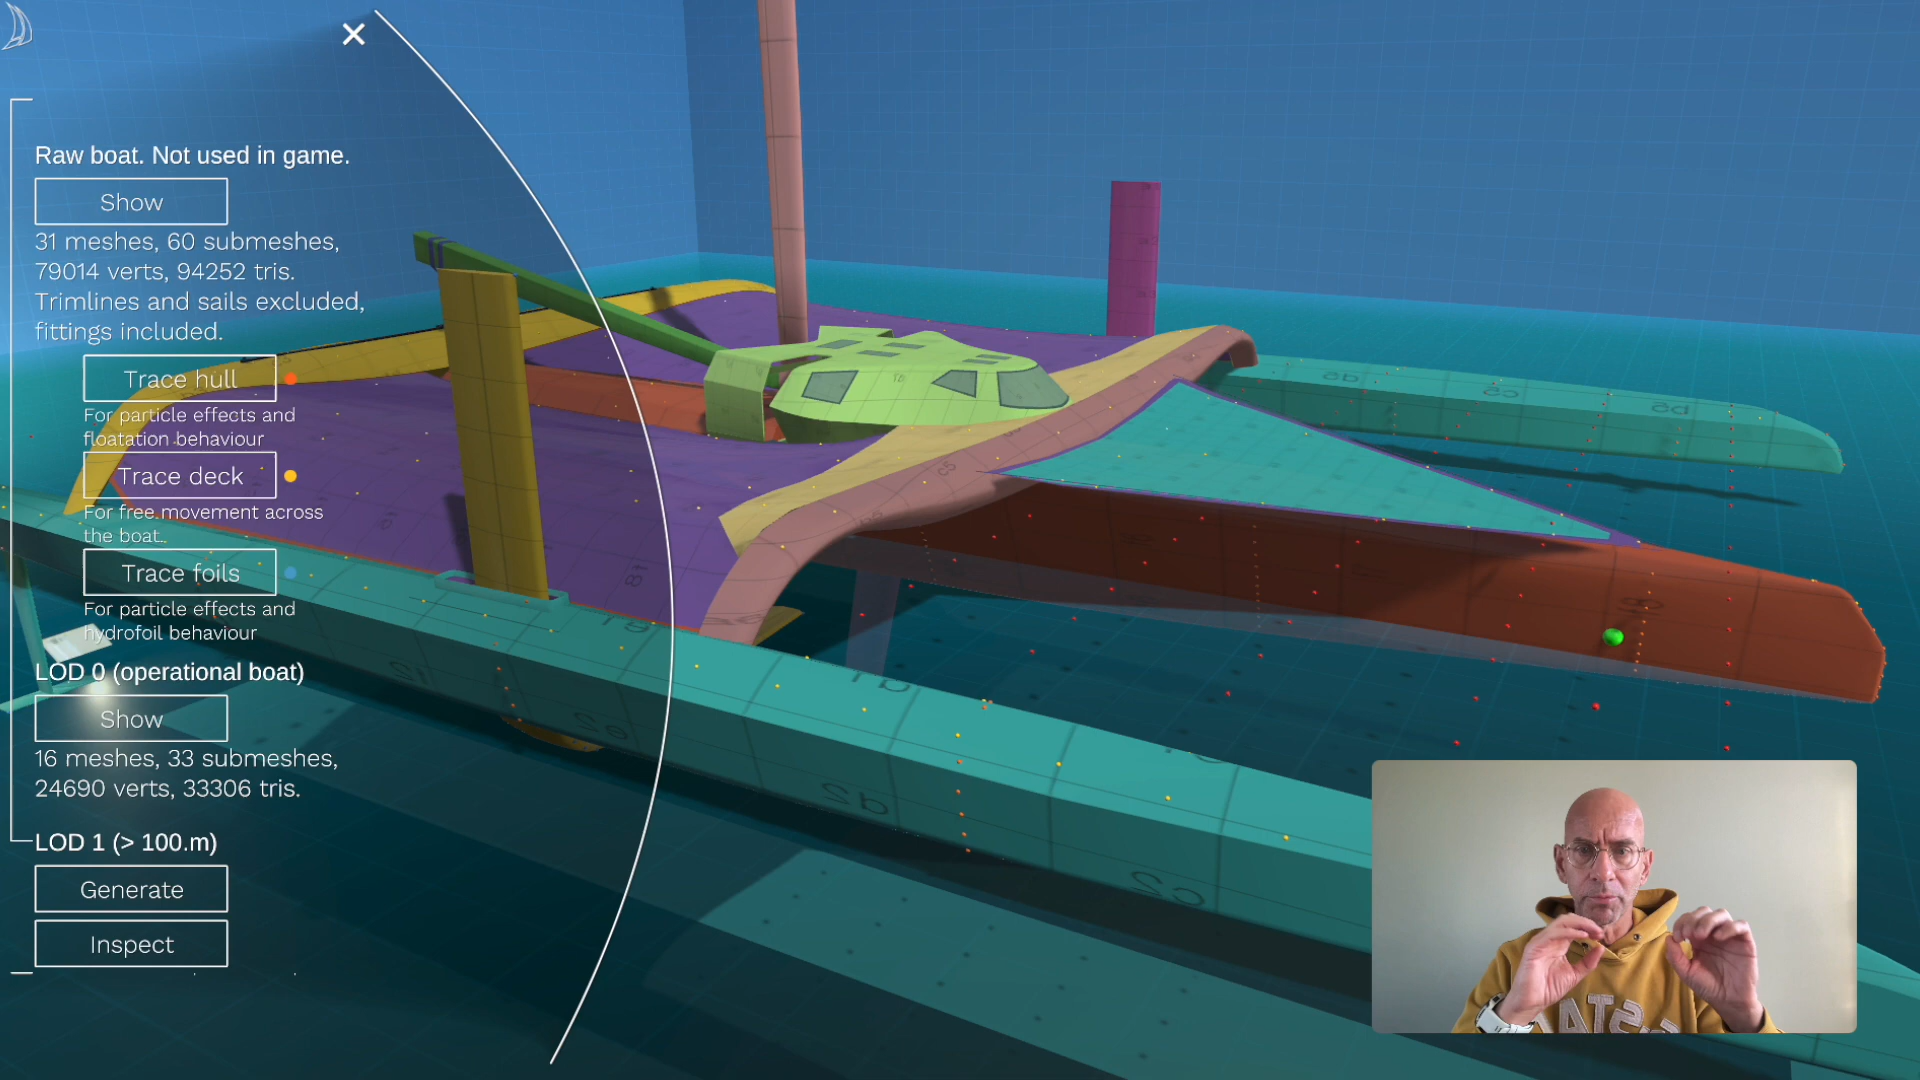 Raw boat. Not used in game.
Show
31 meshes, 60 submeshes,
79014 verts, 94252 tris.
Trimlines and sails excluded,
fittings included.
Trace hull
For particle effects and
floatation behaviour
Trace deck
For free movement across
the boat.
Trace foils
For particle effects and
hydrofoil behaviour
LOD 0 (operational boat)
Show
16 meshes, 33 submeshes,
24690 verts, 33306 tris.
LOD 1 (> 100.m)
Generate
Inspect